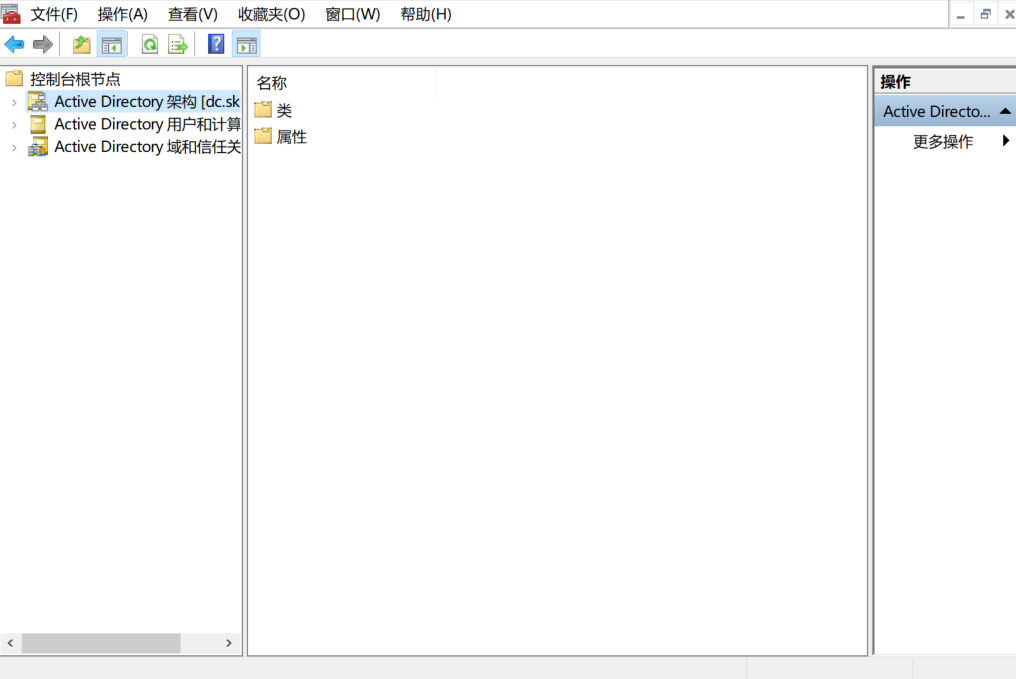 文件(F) 操作(A) 查看(V) 收藏夹(O) 窗口(W) 帮助(H)
控制台根节点
Active Directory 架构 [dc.sk
Active Directory 用户和计算
Active Directory 域和信任关
名称
类
属性
操作
Active Directo...
更多操作